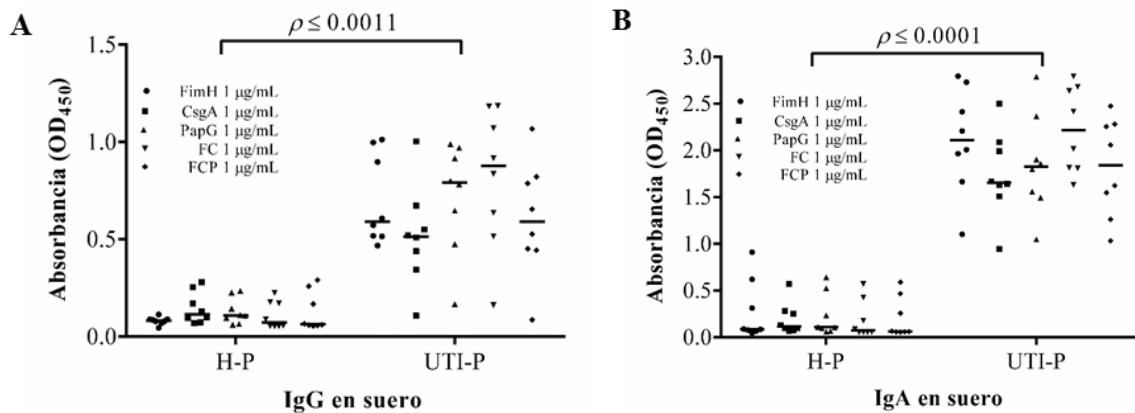 A
ρ ≤ 0.0011
Absorbancia (OD450)
1.5
1.0
0.5
0.0
FimH 1 μg/mL
CsgA 1 μg/mL
PapG 1 μg/mL
FC 1 μg/mL
FCP 1 μg/mL
H-P
UTI-P
IgG en suero
B
ρ ≤ 0.0001
Absorbancia (OD450)
3.0
2.5
2.0
1.5
1.0
0.5
0.0
FimH 1 μg/mL
CsgA 1 μg/mL
PapG 1 μg/mL
FC 1 μg/mL
FCP 1 μg/mL
H-P
UTI-P
IgA en suero